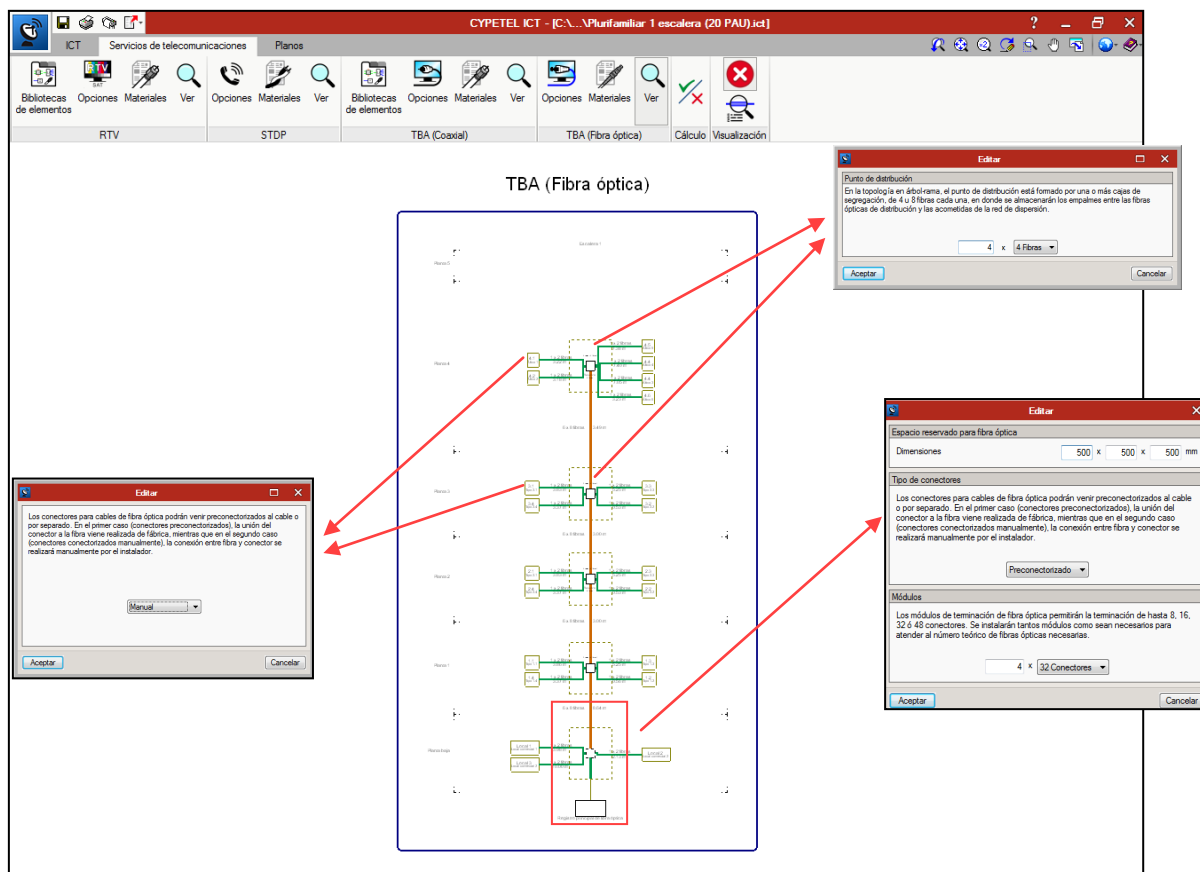 CYPETEL ICT - [C:\...\Plurifamiliar 1 escalera (20 PAU).ict]
ICT
Servicios de telecomunicaciones
Planos
Bibliotecas de elementos
Opciones
Materiales
Ver
RTV
Opciones
Materiales
Ver
STDP
Bibliotecas de elementos
Opciones
Materiales
Ver
TBA (Coaxial)
Opciones
Materiales
Ver
TBA (Fibra óptica)
Cálculo
Visualización
TBA (Fibra óptica)
Planta 4
Planta 3
Planta 2
Planta 1
Planta baja
Editar
Punto de distribución
En la topología en árbol-rama, el punto de distribución está formado por una o más cajas de
segregación, de 4 u 8 fibras cada una, en donde se almacenarán los empalmes entre las fibras
ópticas de distribución y las acometidas de la red de dispersión.
4 x 4 Fibras
Aceptar
Cancelar
Editar
Los conectores para cables de fibra óptica podrán venir preconectorizados al cable o
por separado. En el primer caso (conectores preconectorizados), la unión del
conector a la fibra viene realizada de fábrica, mientras que en el segundo caso
(conectores conectorizados manualmente), la conexión entre fibra y conector se
realizará manualmente por el instalador.
Manual
Aceptar
Cancelar
Editar
Espacio reservado para fibra óptica
Dimensiones 500 x 500 x 500 mm
Tipo de conectores
Los conectores para cables de fibra óptica podrán venir preconectorizados al cable
o por separado. En el primer caso (conectores preconectorizados), la unión del
conector a la fibra viene realizada de fábrica, mientras que en el segundo caso
(conectores conectorizados manualmente), la conexión entre fibra y conector se
realizará manualmente por el instalador.
Preconectorizado
Módulos
Los módulos de terminación de fibra óptica permitirán la terminación de hasta 8, 16,
32 ó 48 conectores. Se instalarán tantos módulos como sean necesarios para
atender al número teórico de fibras ópticas necesarias.
4 x 32 Conectores
Aceptar
Cancelar